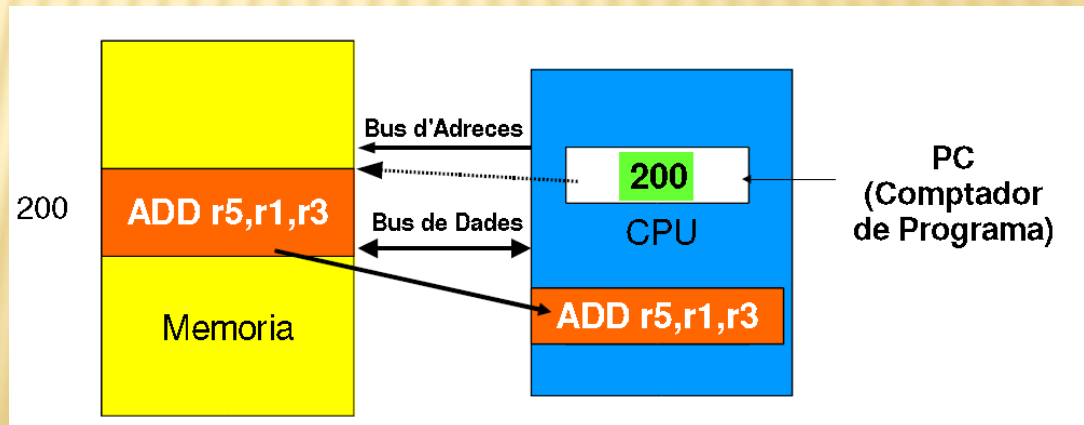 Bus d'Adreces
200
PC
(Comptador
de Programa)
200
ADD r5,r1,r3
Bus de Dades
CPU
ADD r5,r1,r3
Memoria